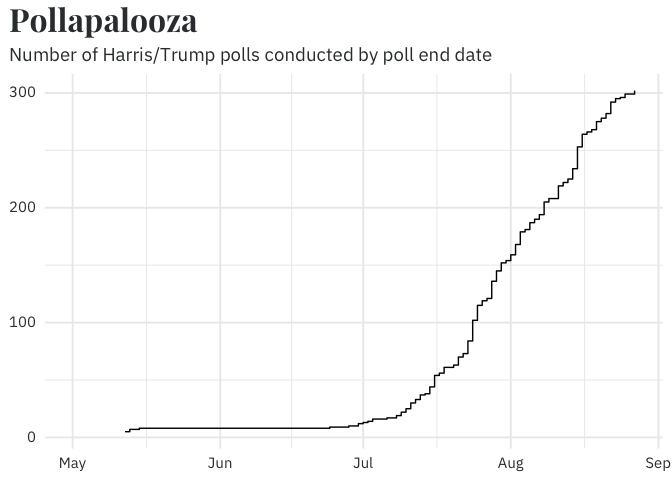 Pollapalooza
Number of Harris/Trump polls conducted by poll end date
300
200
100
0
May Jun Jul Aug Sep